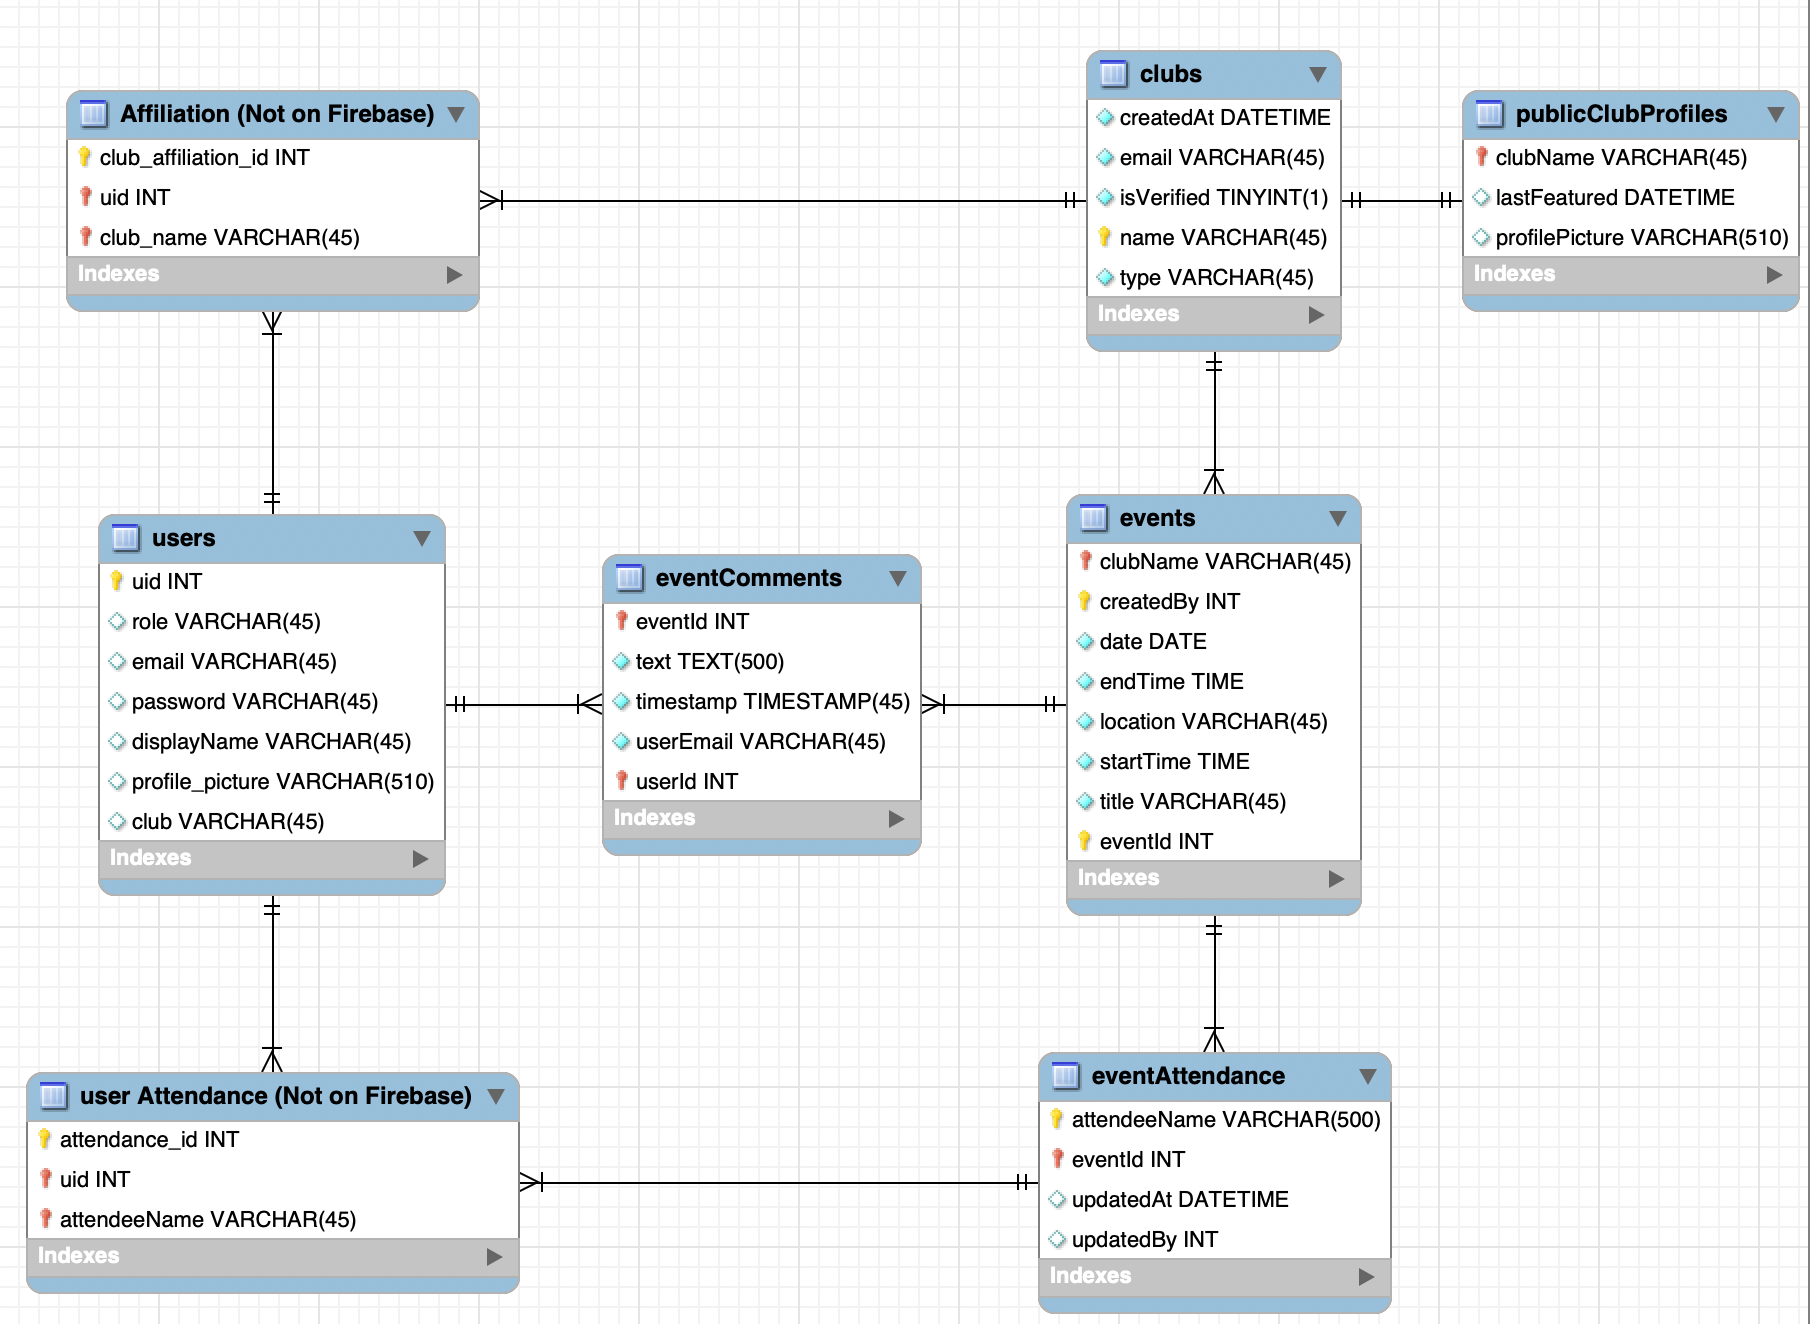 Affiliation (Not on Firebase)
club_affiliation_id INT
uid INT
club_name VARCHAR(45)
Indexes
clubs
createdAt DATETIME
email VARCHAR(45)
isVerified TINYINT(1)
name VARCHAR(45)
type VARCHAR(45)
Indexes
publicClubProfiles
clubName VARCHAR(45)
lastFeatured DATETIME
profilePicture VARCHAR(510)
Indexes
users
uid INT
role VARCHAR(45)
email VARCHAR(45)
password VARCHAR(45)
displayName VARCHAR(45)
profile_picture VARCHAR(510)
club VARCHAR(45)
Indexes
eventComments
eventId INT
text TEXT(500)
timestamp TIMESTAMP(45)
userEmail VARCHAR(45)
userId INT
Indexes
events
clubName VARCHAR(45)
createdBy INT
date DATE
endTime TIME
location VARCHAR(45)
startTime TIME
title VARCHAR(45)
eventId INT
Indexes
user Attendance (Not on Firebase)
attendance_id INT
uid INT
attendeeName VARCHAR(45)
Indexes
eventAttendance
attendeeName VARCHAR(500)
eventId INT
updatedAt DATETIME
updatedBy INT
Indexes